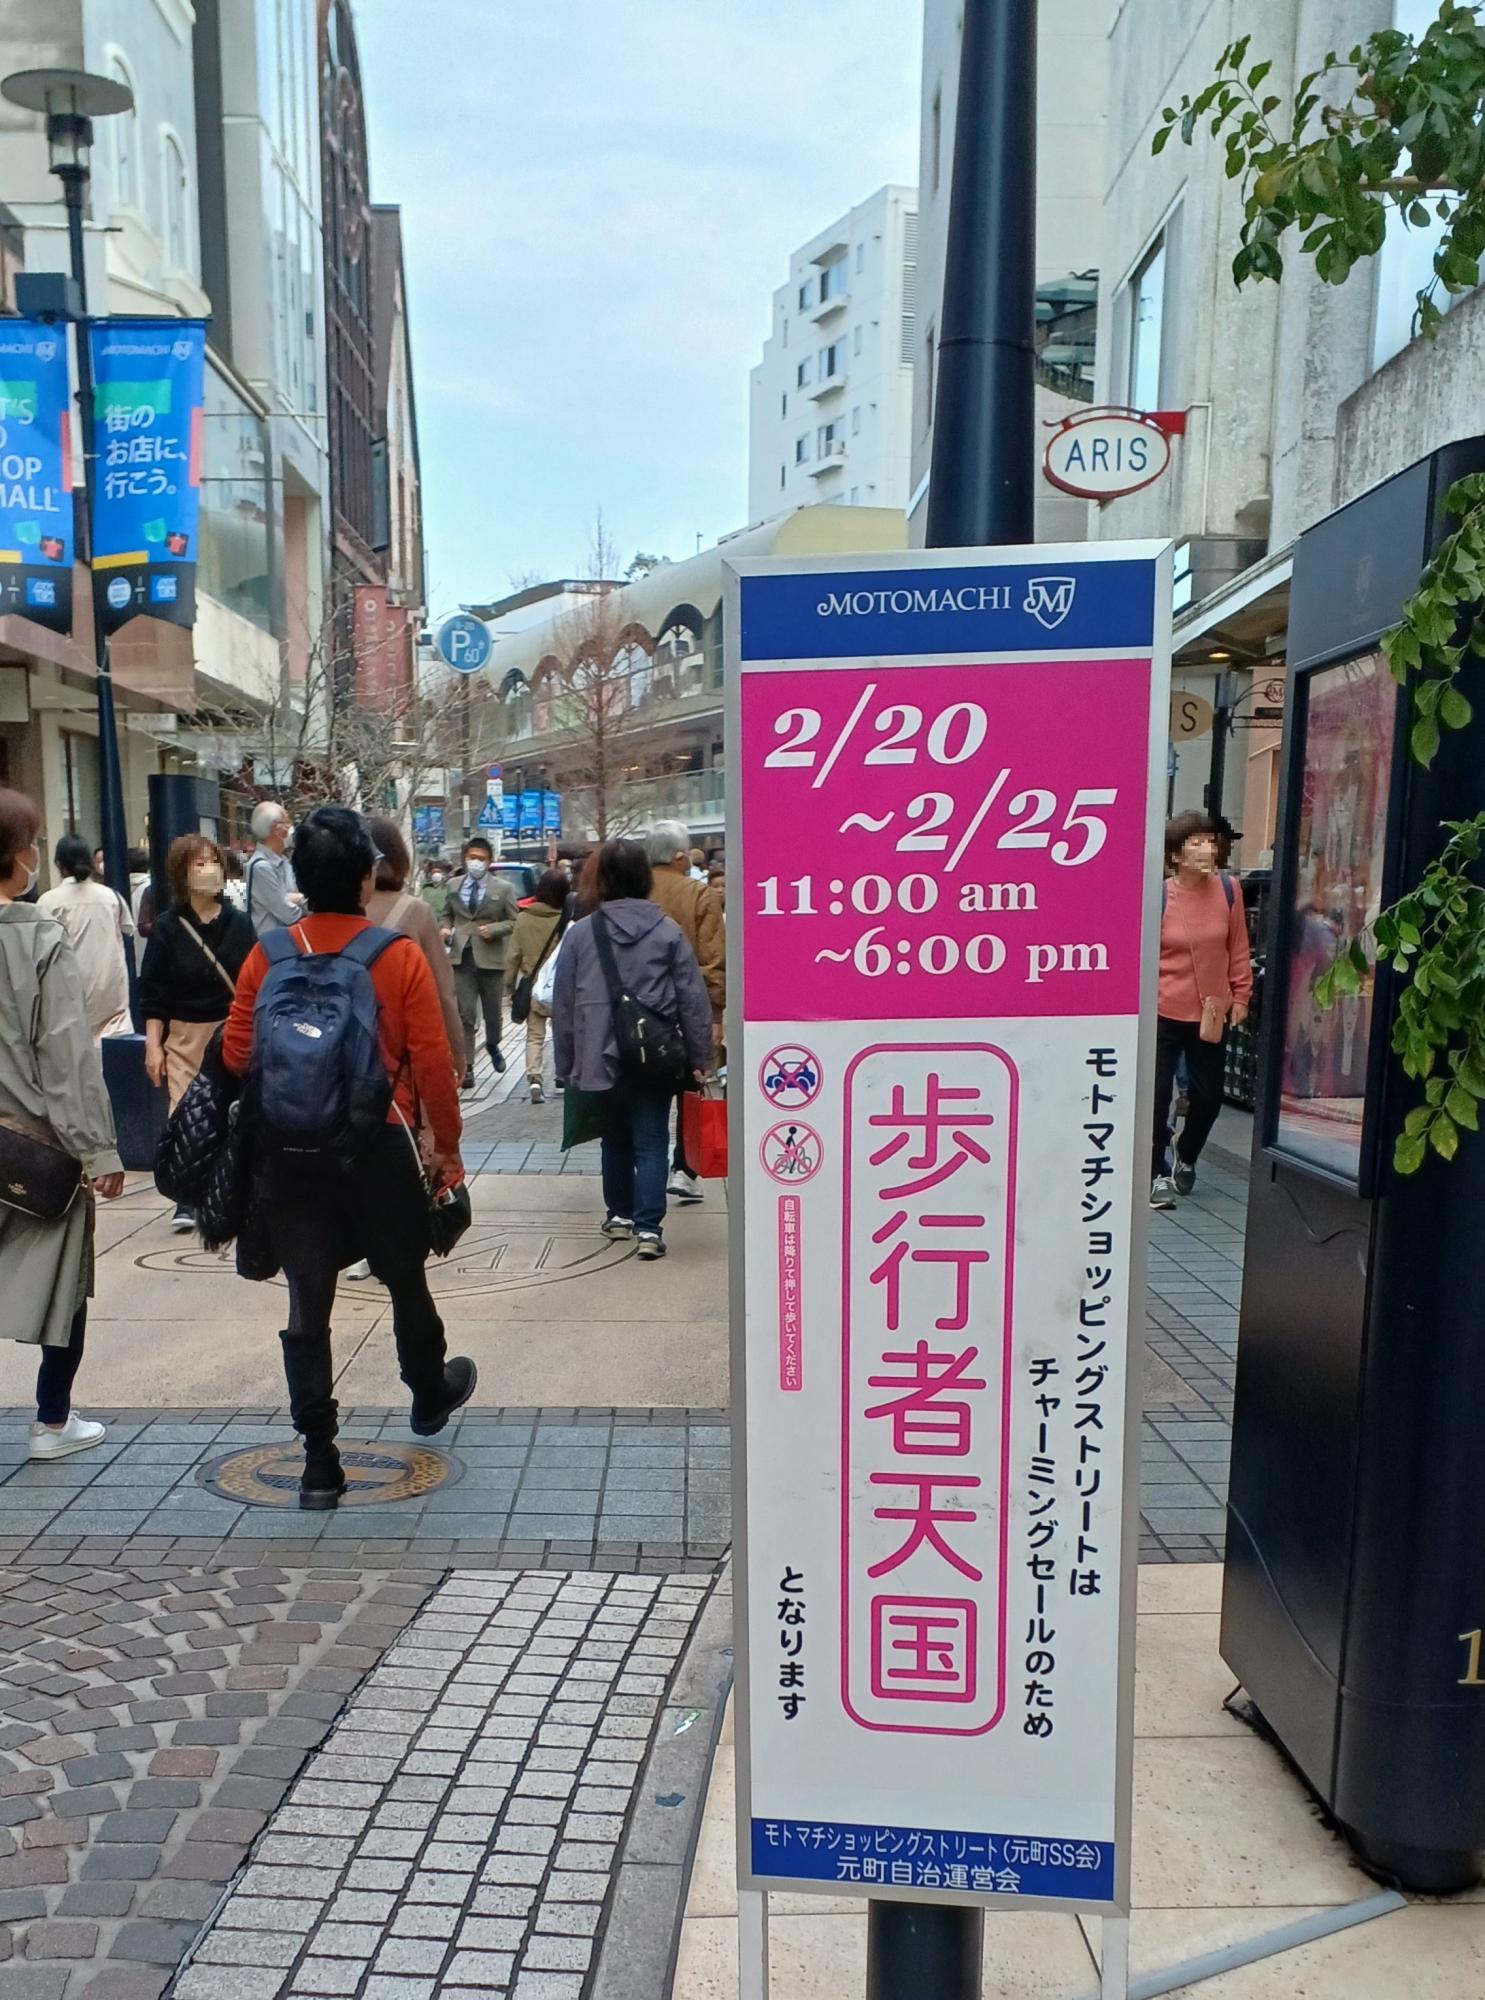 MOTOMACHI
2/20
~2/25
11:00 am
~6:00 pm
モトマチショッピングストリートは
チャーミングセールのため
歩行者天国
となります
自転車は降りて押して歩いてください
モトマチショッピングストリート(元町SS会)
元町自治運営会
ARIS
MOTOMACHI
街の
お店に、
行こう。
P
60